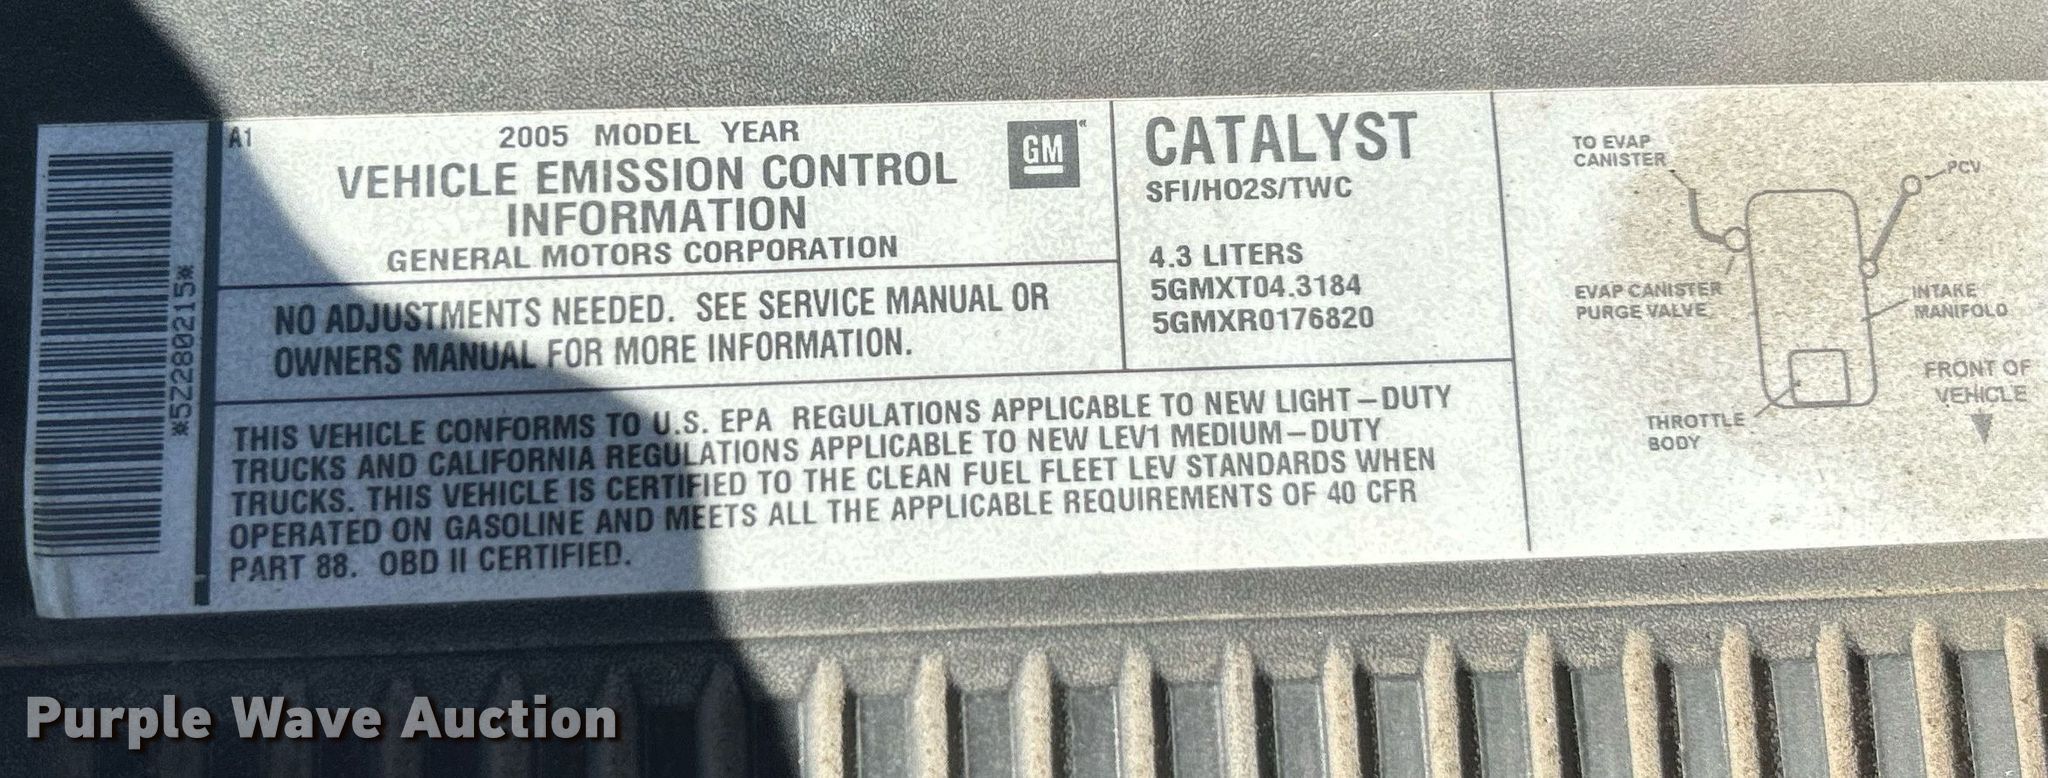 *5Z2280215*
A1
2005 MODEL YEAR
VEHICLE EMISSION CONTROL
INFORMATION
GENERAL MOTORS CORPORATION
GM
NO ADJUSTMENTS NEEDED. SEE SERVICE MANUAL OR
OWNERS MANUAL FOR MORE INFORMATION.
CATALYST
SFI/HO2S/TWC
4.3 LITERS
5GMXT04.3184
5GMXR0176820
THIS VEHICLE CONFORMS TO U.S. EPA REGULATIONS APPLICABLE TO NEW LIGHT-DUTY
TRUCKS AND CALIFORNIA REGULATIONS APPLICABLE TO NEW LEV1 MEDIUM-DUTY
TRUCKS. THIS VEHICLE IS CERTIFIED TO THE CLEAN FUEL FLEET LEV STANDARDS WHEN
OPERATED ON GASOLINE AND MEETS ALL THE APPLICABLE REQUIREMENTS OF 40 CFR
PART 88. OBD II CERTIFIED.
TO EVAP
CANISTER
PCV
EVAP CANISTER
PURGE VALVE
INTAKE
MANIFOLD
FRONT OF
VEHICLE
THROTTLE
BODY
Purple Wave Auction